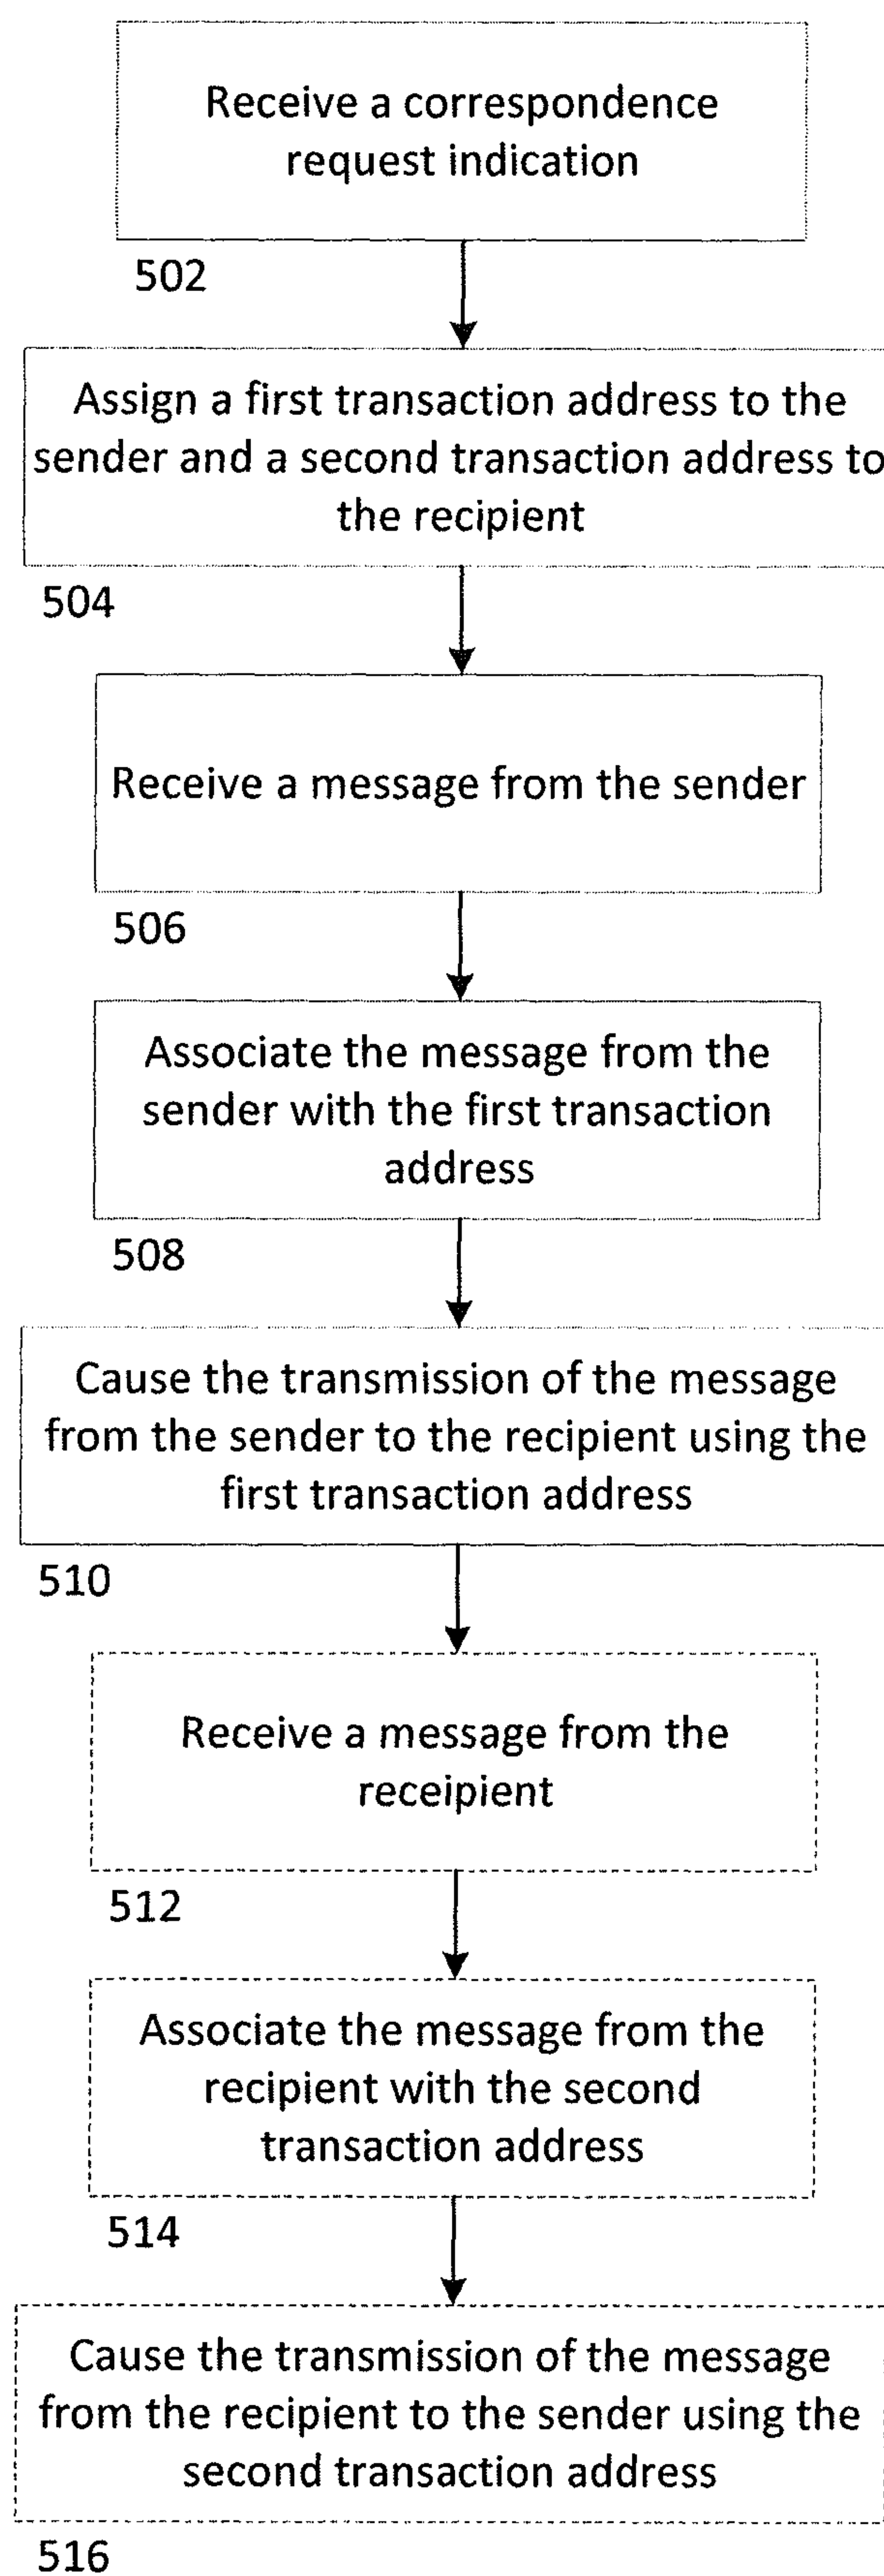 Receive a correspondence
request indication
502
Assign a first transaction address to the
sender and a second transaction address to
the recipient
504
Receive a message from the sender
506
Associate the message from the
sender with the first transaction
address
508
Cause the transmission of the message
from the sender to the recipient using the
first transaction address
510
Receive a message from the
receipient
512
Associate the message from the
recipient with the second
transaction address
514
Cause the transmission of the message
from the recipient to the sender using the
second transaction address
516